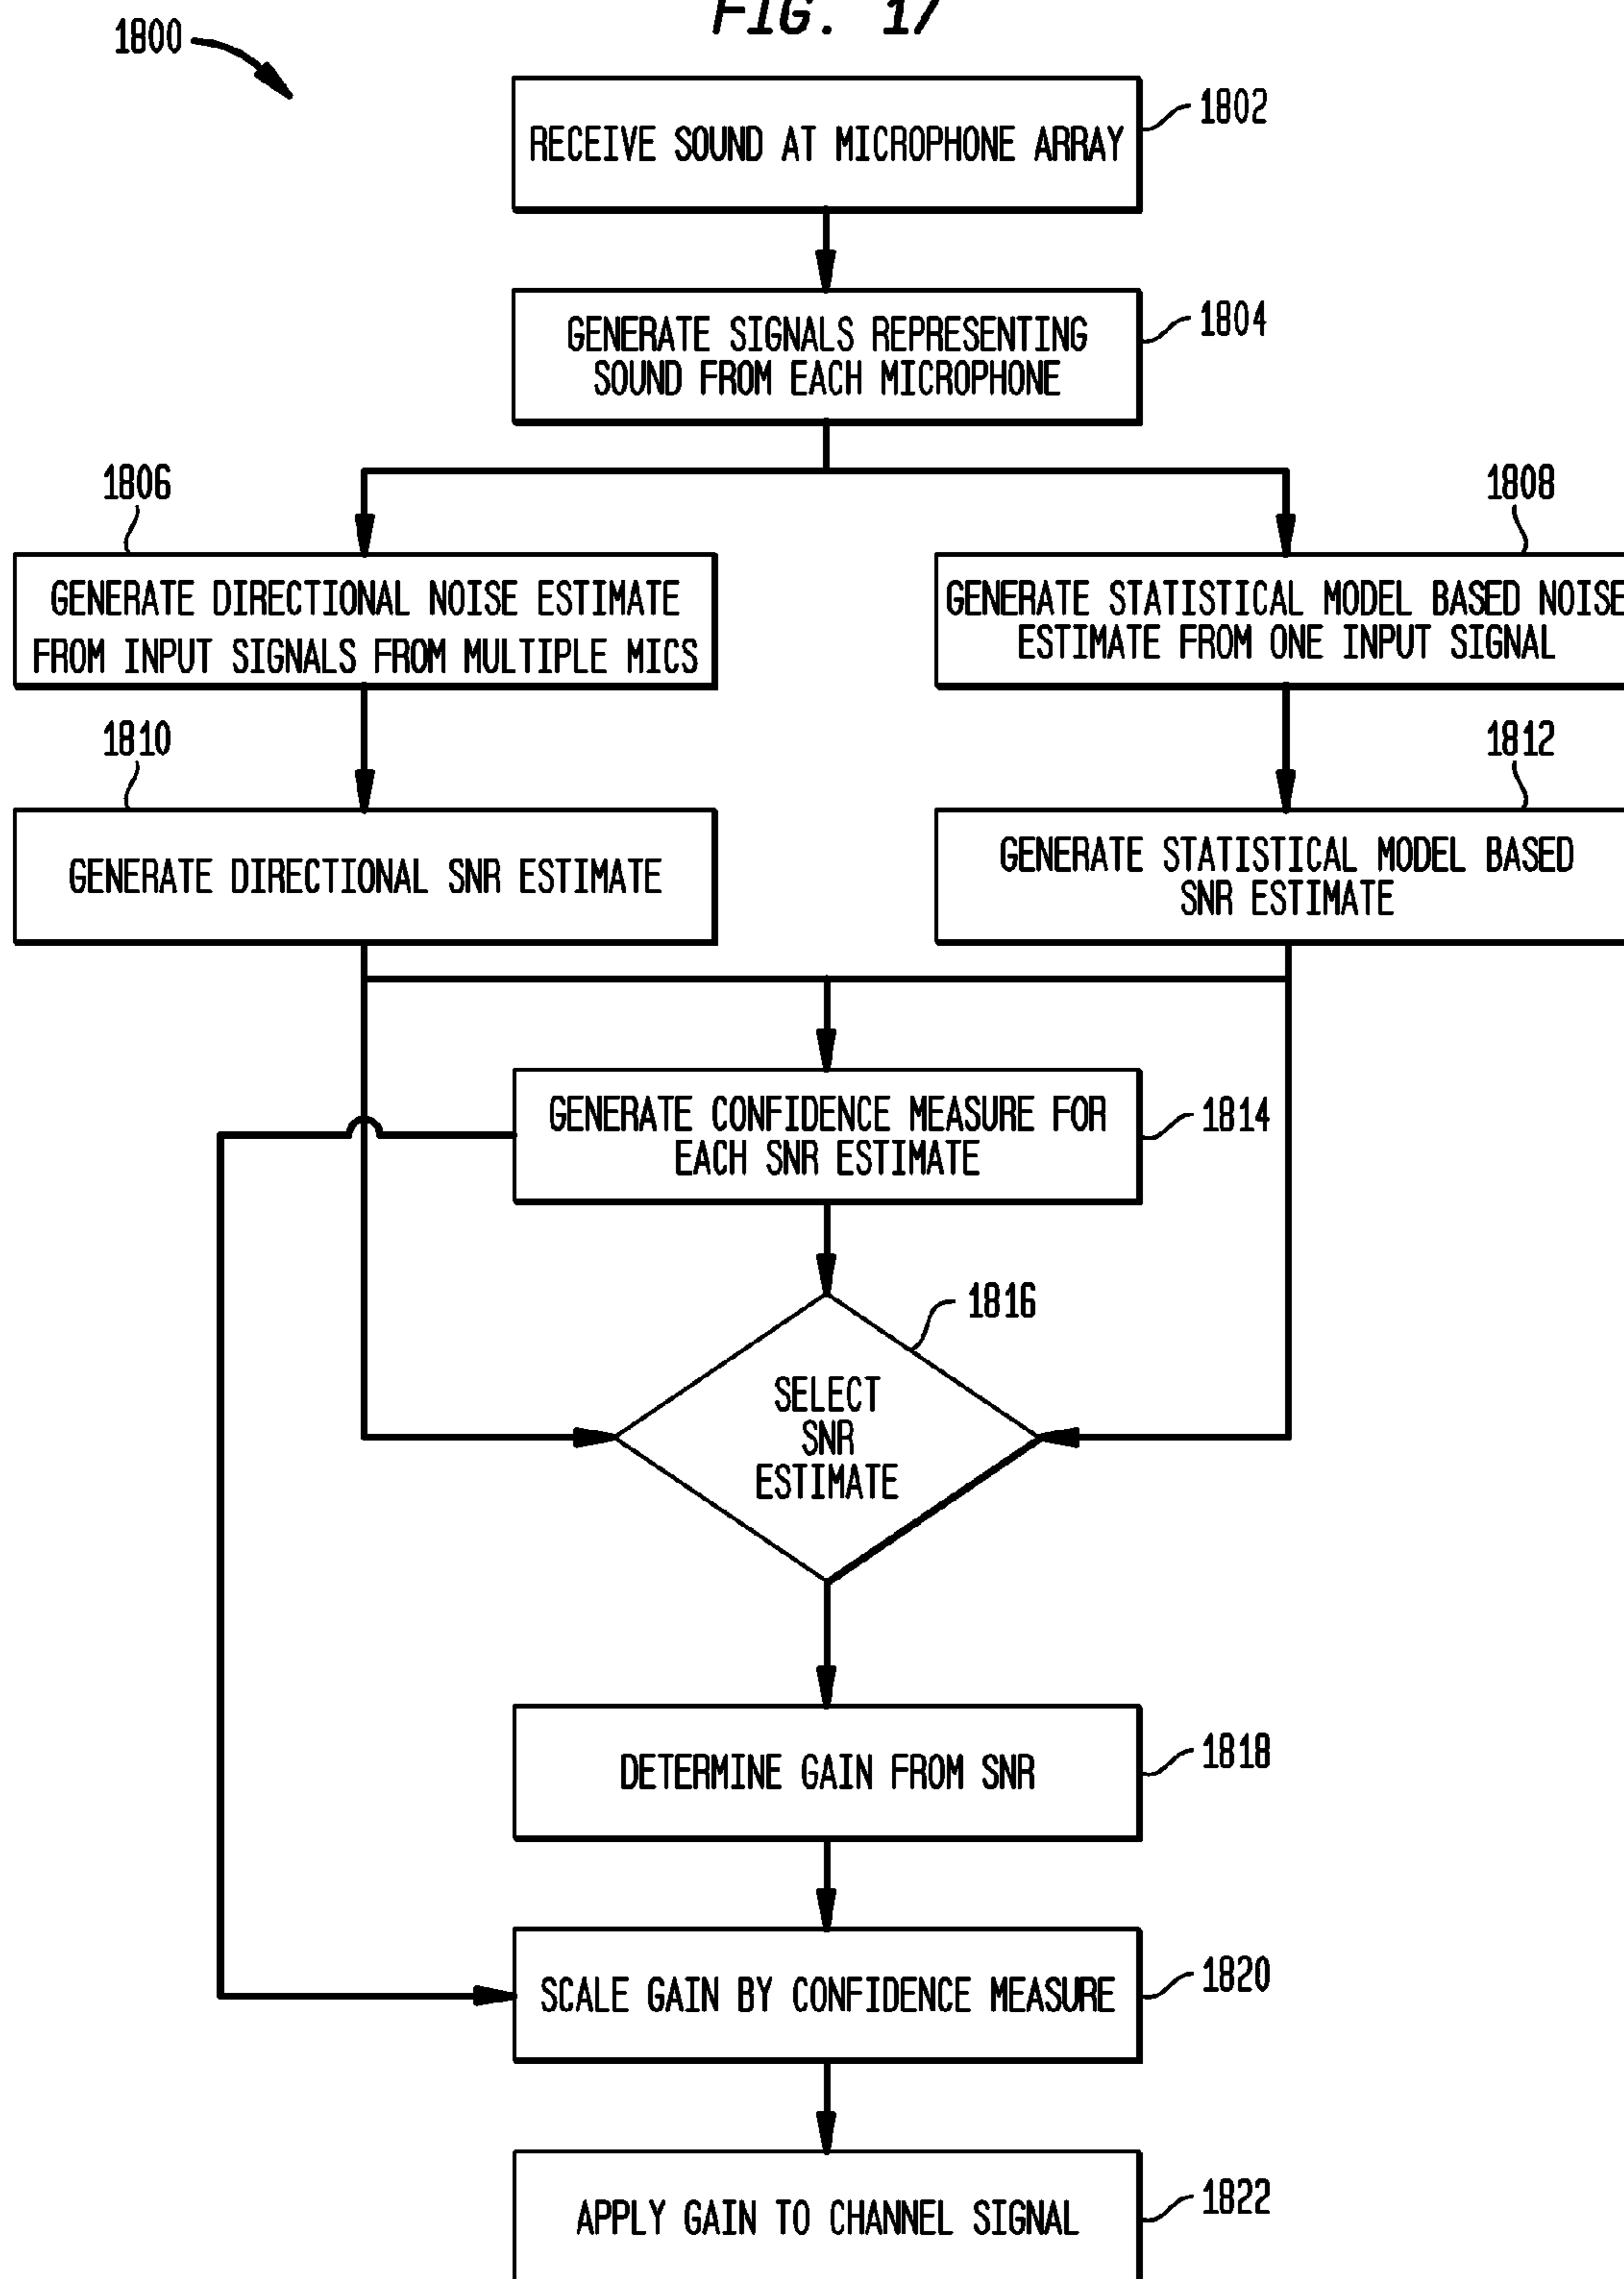 FIG. 17
1800
RECEIVE SOUND AT MICROPHONE ARRAY
1802
GENERATE SIGNALS REPRESENTING
SOUND FROM EACH MICROPHONE
1804
1806
1808
GENERATE DIRECTIONAL NOISE ESTIMATE
FROM INPUT SIGNALS FROM MULTIPLE MICS
GENERATE STATISTICAL MODEL BASED NOISE
ESTIMATE FROM ONE INPUT SIGNAL
1810
1812
GENERATE DIRECTIONAL SNR ESTIMATE
GENERATE STATISTICAL MODEL BASED
SNR ESTIMATE
GENERATE CONFIDENCE MEASURE FOR
EACH SNR ESTIMATE
1814
1816
SELECT
SNR
ESTIMATE
DETERMINE GAIN FROM SNR
1818
SCALE GAIN BY CONFIDENCE MEASURE
1820
APPLY GAIN TO CHANNEL SIGNAL
1822